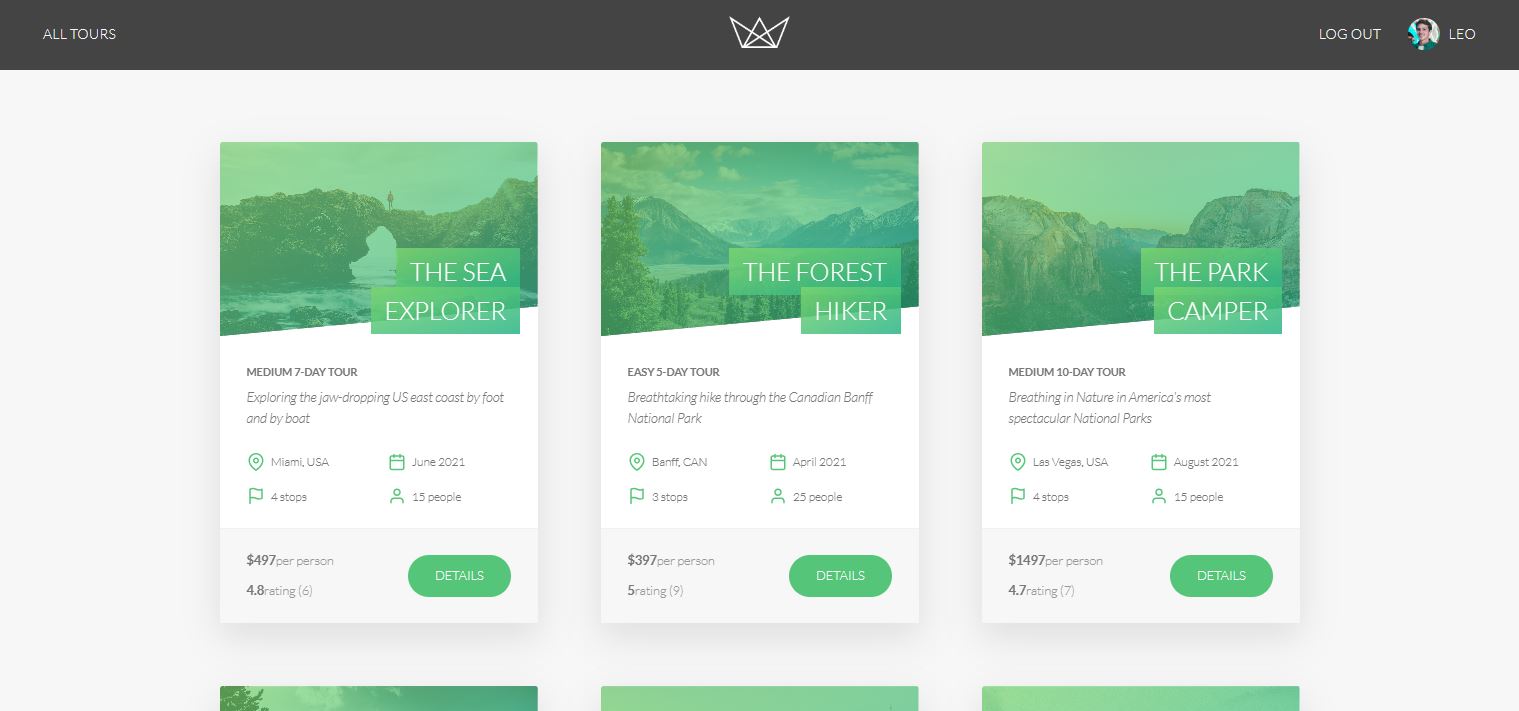 ALL TOURS
LOG OUT
LEO
THE SEA
EXPLORER
MEDIUM 7-DAY TOUR
Exploring the jaw-dropping US east coast by foot
and by boat
Miami, USA
June 2021
4 stops
15 people
$497per person
4.8rating (6)
DETAILS
THE FOREST
HIKER
EASY 5-DAY TOUR
Breathtaking hike through the Canadian Banff
National Park
Banff, CAN
April 2021
3 stops
25 people
$397per person
5rating (9)
DETAILS
THE PARK
CAMPER
MEDIUM 10-DAY TOUR
Breathing in Nature in America's most
spectacular National Parks
Las Vegas, USA
August 2021
4 stops
15 people
$1497per person
4.7rating (7)
DETAILS